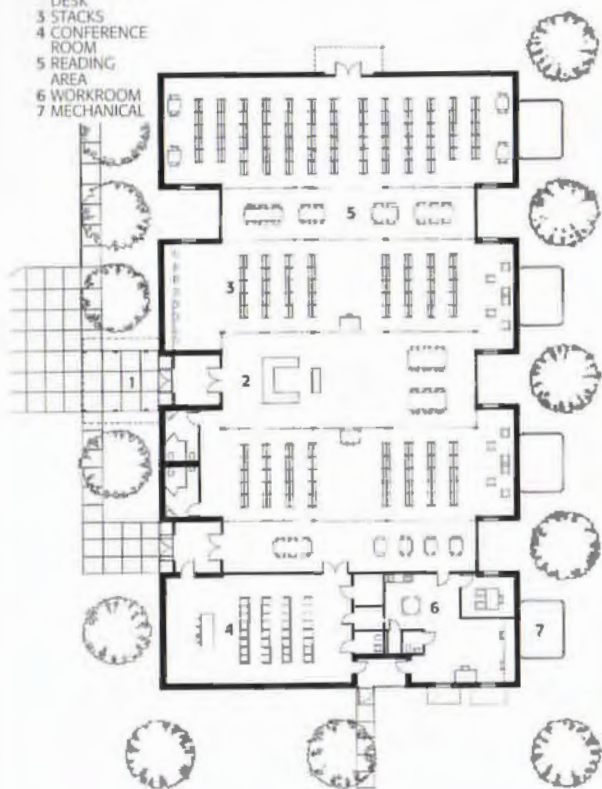 DESK
3 STACKS
4 CONFERENCE
ROOM
5 READING
AREA
6 WORKROOM
7 MECHANICAL
5
3
1
2
4
6
7